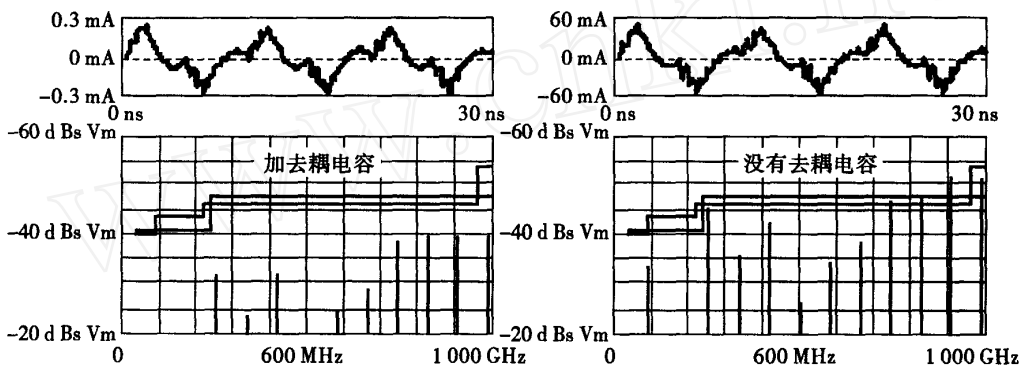 0.3 mA
0 mA
−0.3 mA
0 ns
30 ns
60 mA
0 mA
−60 mA
0 ns
30 ns
−60 d Bs Vm
加去耦电容
−40 d Bs Vm
−20 d Bs Vm
0
600 MHz
1 000 GHz
−60 d Bs Vm
没有去耦电容
−40 d Bs Vm
−20 d Bs Vm
0
600 MHz
1 000 GHz